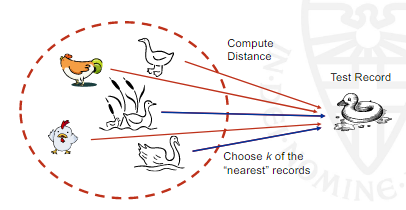 Compute
Distance
Test Record
Choose k of the
“nearest” records